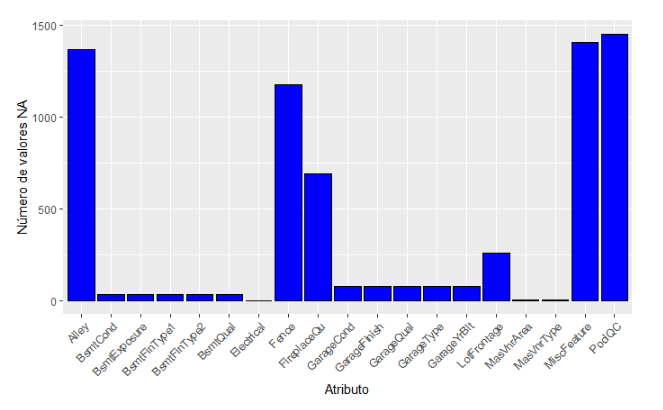 1500
1000
500
0
Número de valores NA
Alley
BsmtCond
BsmtExposure
BsmtFinType1
BsmtFinType2
BsmtQual
Electrical
Fence
FireplaceQu
GarageCond
GarageFinish
GarageQual
GarageType
GarageYrBlt
LotFrontage
MasVnrArea
MasVnrType
MiscFeature
PoolQC
Atributo